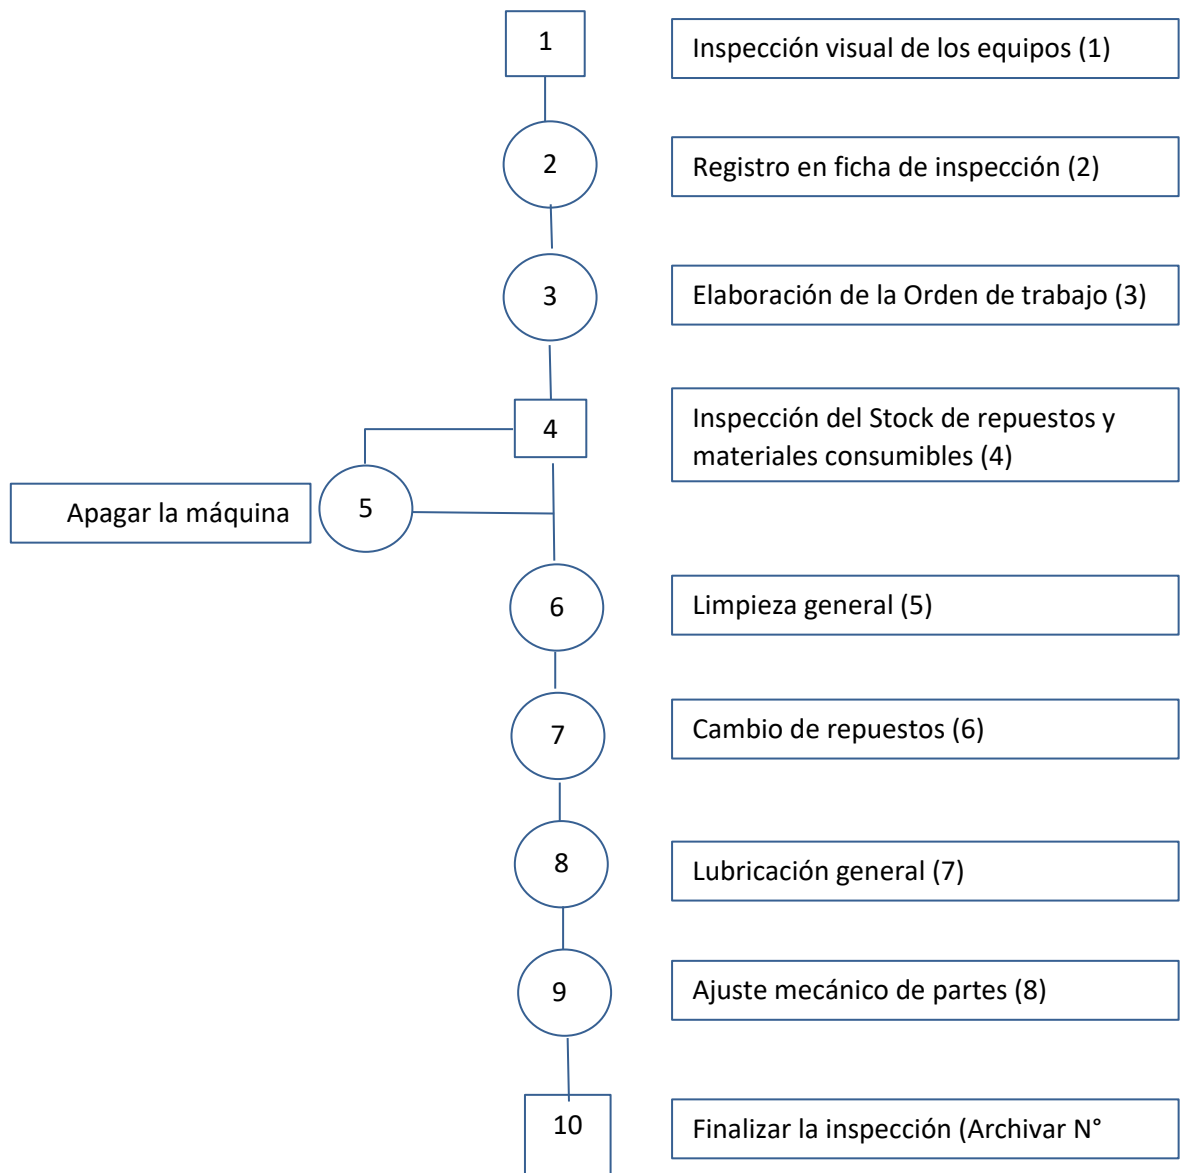 1
Inspección visual de los equipos (1)
2
Registro en ficha de inspección (2)
3
Elaboración de la Orden de trabajo (3)
4
Inspección del Stock de repuestos y
materiales consumibles (4)
Apagar la máquina
5
6
Limpieza general (5)
7
Cambio de repuestos (6)
8
Lubricación general (7)
9
Ajuste mecánico de partes (8)
10
Finalizar la inspección (Archivar N°